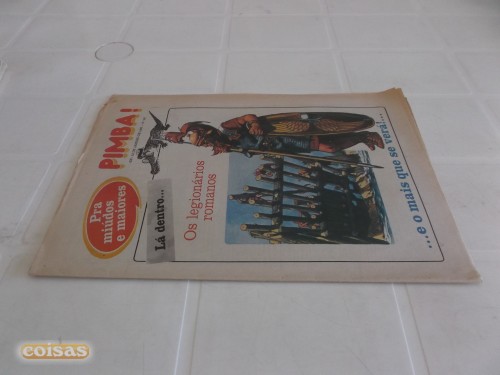 PIMBA!
Pra
miúdos
e maiores
Lá dentro...
Os legionários
romanos
...e o mais que se verá!...
coisas